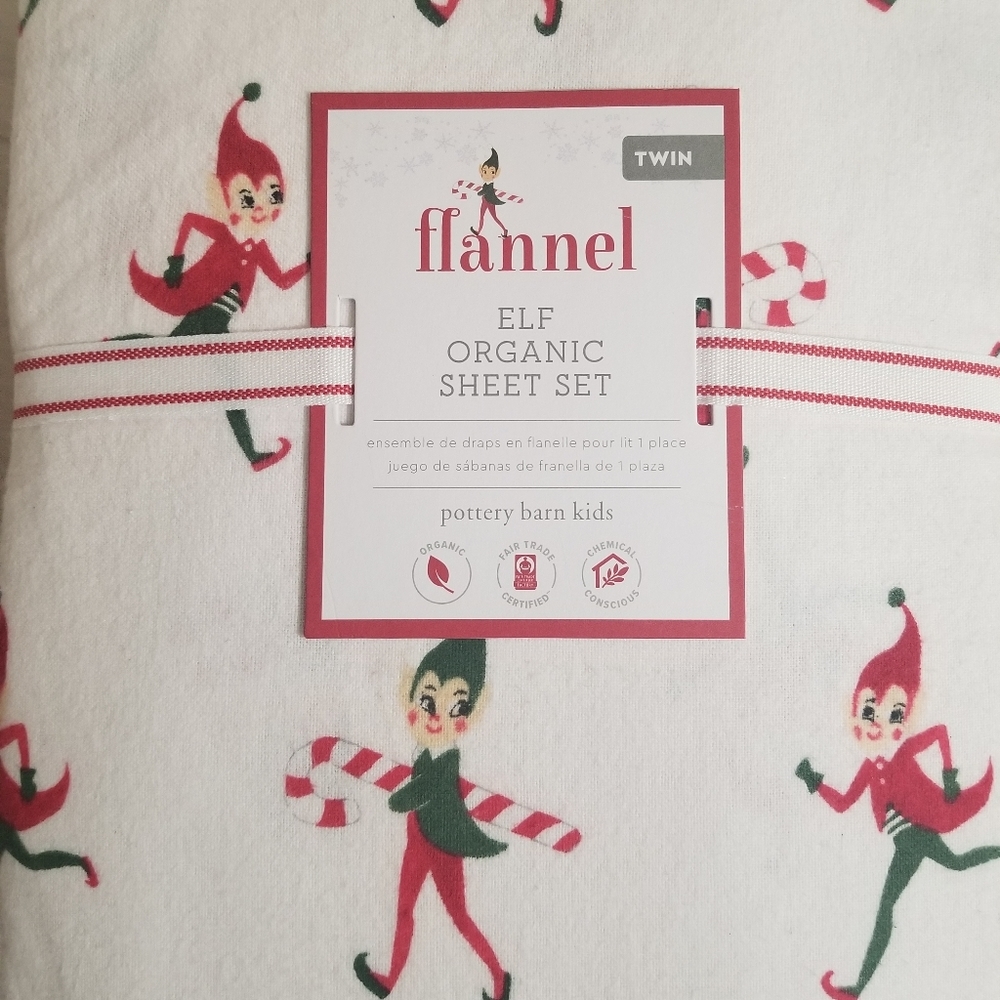 TWIN
flannel
ELF
ORGANIC
SHEET SET
ensemble de draps en flanelle pour lit 1 place
juego de sábanas de franella de 1 plaza
pottery barn kids
ORGANIC
FAIR TRADE
CERTIFIED
CHEMICAL
CONSCIOUS